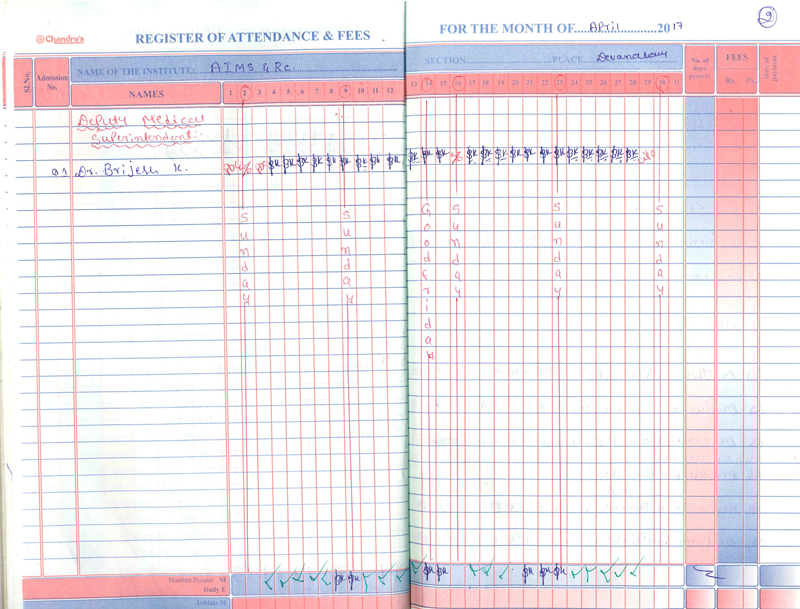 Chandra's
REGISTER OF ATTENDANCE & FEES
FOR THE MONTH OF April 2017
9
Sl.No.
Admission No.
NAME OF THE INSTITUTE: AIMS & RC.
SECTION PLACE Devanahalli
No. of days present
FEES
Date of payment
NAMES
1 2 3 4 5 6 7 8 9 10 11 12
13 14 15 16 17 18 19 20 21 22 23 24 25 26 27 28 29 30 31
Rs. Ps.
Deputy Medical
Superintendent:-
01 Dr. Brijesh K.
Sunday
Sunday
Good friday
Sunday
Sunday
Sunday
Number Present M
Daily E
Initials M